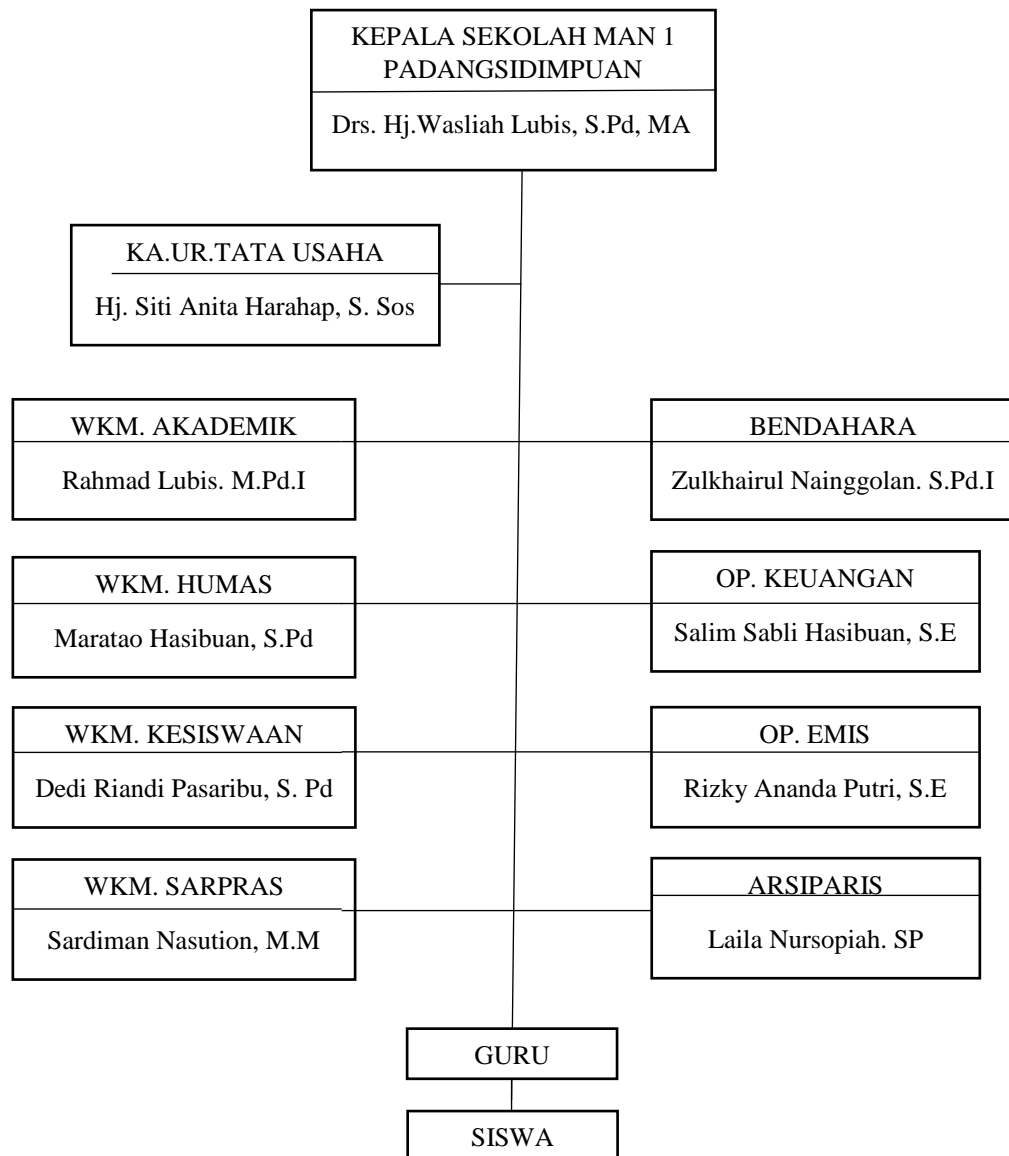 KEPALA SEKOLAH MAN 1
PADANGSIDIMPUAN
Drs. Hj.Wasliah Lubis, S.Pd, MA
KA.UR.TATA USAHA
Hj. Siti Anita Harahap, S. Sos
WKM. AKADEMIK
Rahmad Lubis. M.Pd.I
BENDAHARA
Zulkhairul Nainggolan. S.Pd.I
WKM. HUMAS
Maratao Hasibuan, S.Pd
OP. KEUANGAN
Salim Sabli Hasibuan, S.E
WKM. KESISWAAN
Dedi Riandi Pasaribu, S. Pd
OP. EMIS
Rizky Ananda Putri, S.E
WKM. SARPRAS
Sardiman Nasution, M.M
ARSIPARIS
Laila Nursopiah. SP
GURU
SISWA